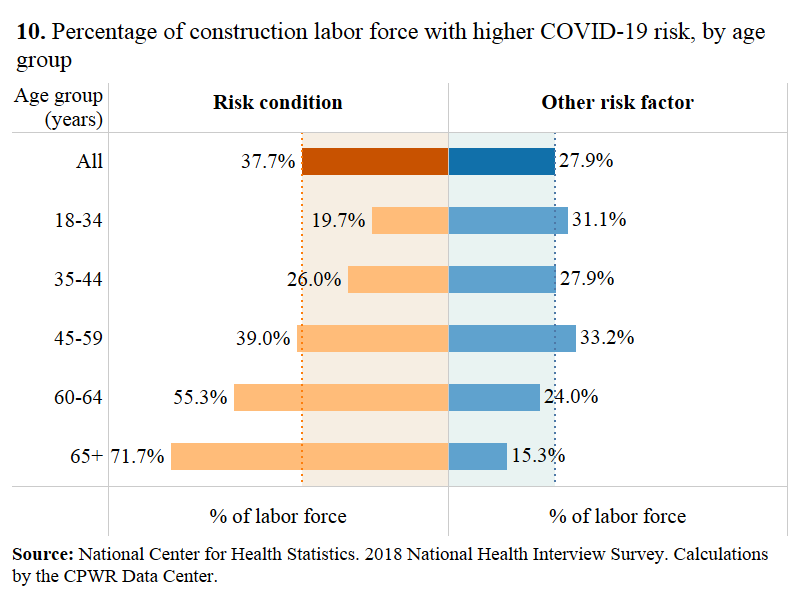 10. Percentage of construction labor force with higher COVID-19 risk, by age
group
Age group
(years)
Risk condition
Other risk factor
All 37.7% 27.9%
18-34 19.7% 31.1%
35-44 26.0% 27.9%
45-59 39.0% 33.2%
60-64 55.3% 24.0%
65+ 71.7% 15.3%
% of labor force % of labor force
Source: National Center for Health Statistics. 2018 National Health Interview Survey. Calculations
by the CPWR Data Center.